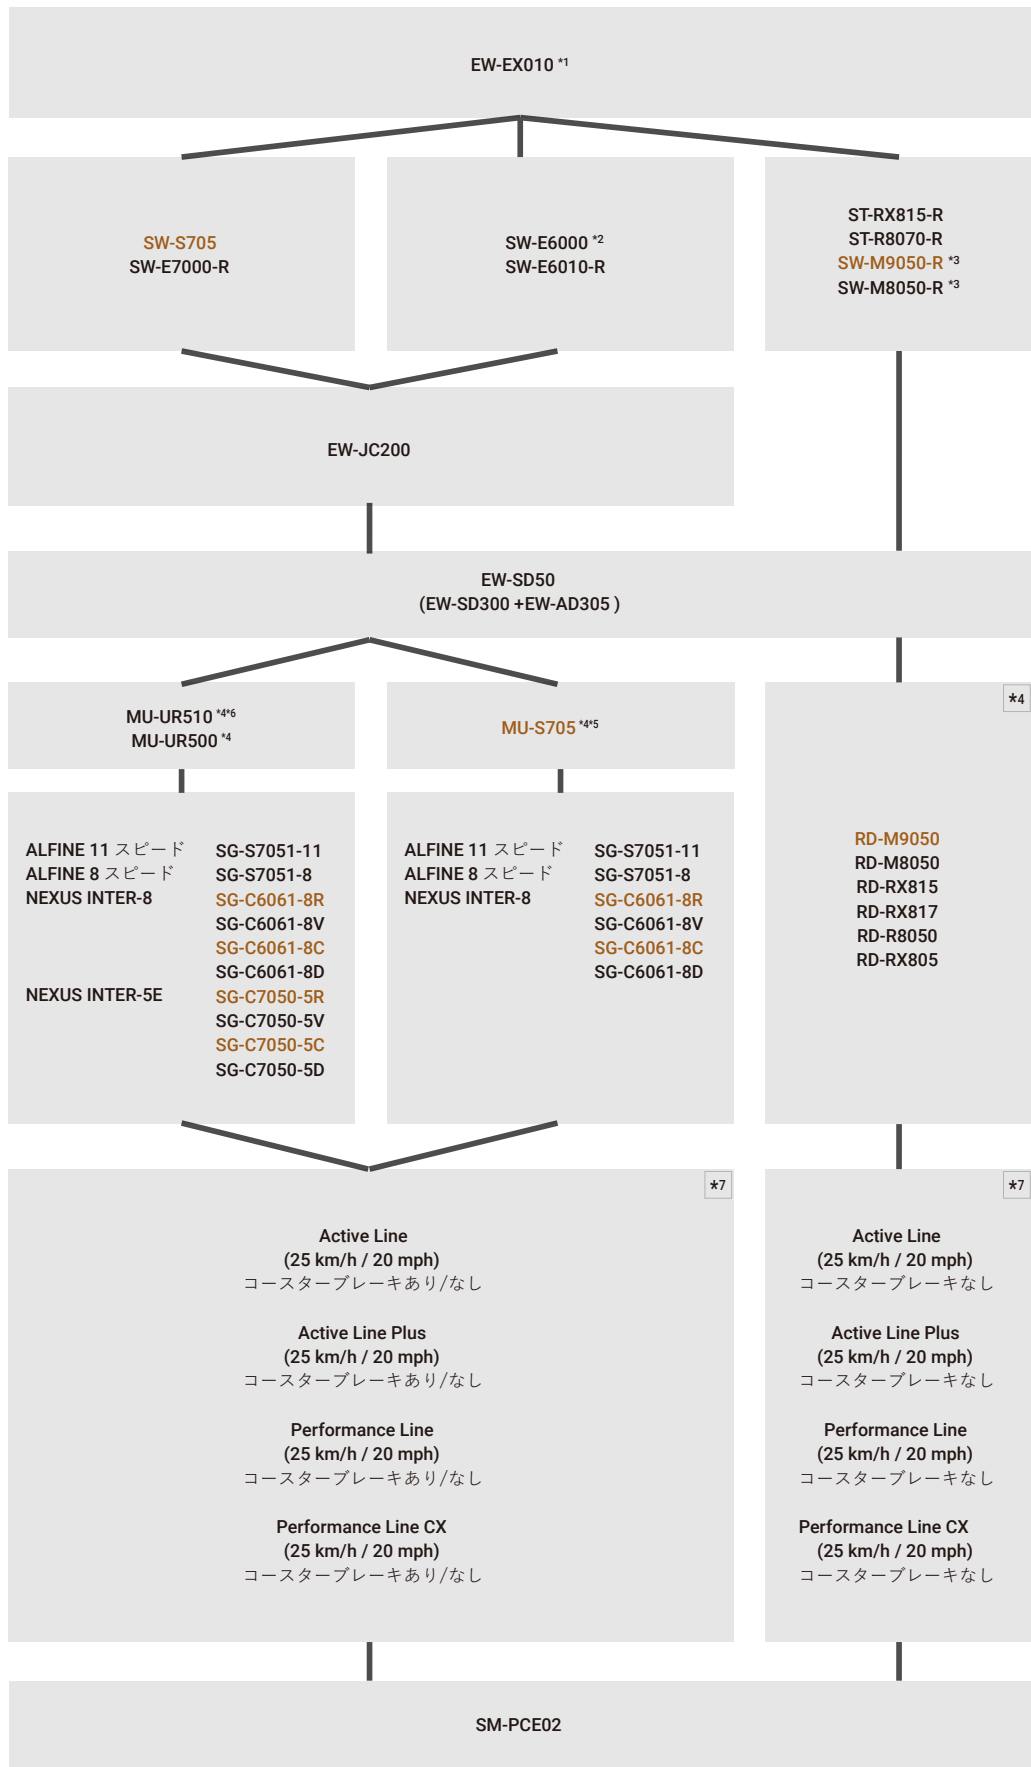 EW-EX010 *1
SW-S705
SW-E7000-R
SW-E6000 *2
SW-E6010-R
ST-RX815-R
ST-R8070-R
SW-M9050-R *3
SW-M8050-R *3
EW-JC200
EW-SD50
(EW-SD300 +EW-AD305 )
MU-UR510 *4*6
MU-UR500 *4
MU-S705 *4*5
ALFINE 11 スピード SG-S7051-11
ALFINE 8 スピード SG-S7051-8
NEXUS INTER-8 SG-C6061-8R
SG-C6061-8V
SG-C6061-8C
SG-C6061-8D
NEXUS INTER-5E SG-C7050-5R
SG-C7050-5V
SG-C7050-5C
SG-C7050-5D
ALFINE 11 スピード SG-S7051-11
ALFINE 8 スピード SG-S7051-8
NEXUS INTER-8 SG-C6061-8R
SG-C6061-8V
SG-C6061-8C
SG-C6061-8D
*4
RD-M9050
RD-M8050
RD-RX815
RD-RX817
RD-R8050
RD-RX805
*7
Active Line
(25 km/h / 20 mph)
コースターブレーキあり/なし
Active Line Plus
(25 km/h / 20 mph)
コースターブレーキあり/なし
Performance Line
(25 km/h / 20 mph)
コースターブレーキあり/なし
Performance Line CX
(25 km/h / 20 mph)
コースターブレーキあり/なし
*7
Active Line
(25 km/h / 20 mph)
コースターブレーキなし
Active Line Plus
(25 km/h / 20 mph)
コースターブレーキなし
Performance Line
(25 km/h / 20 mph)
コースターブレーキなし
Performance Line CX
(25 km/h / 20 mph)
コースターブレーキなし
SM-PCE02